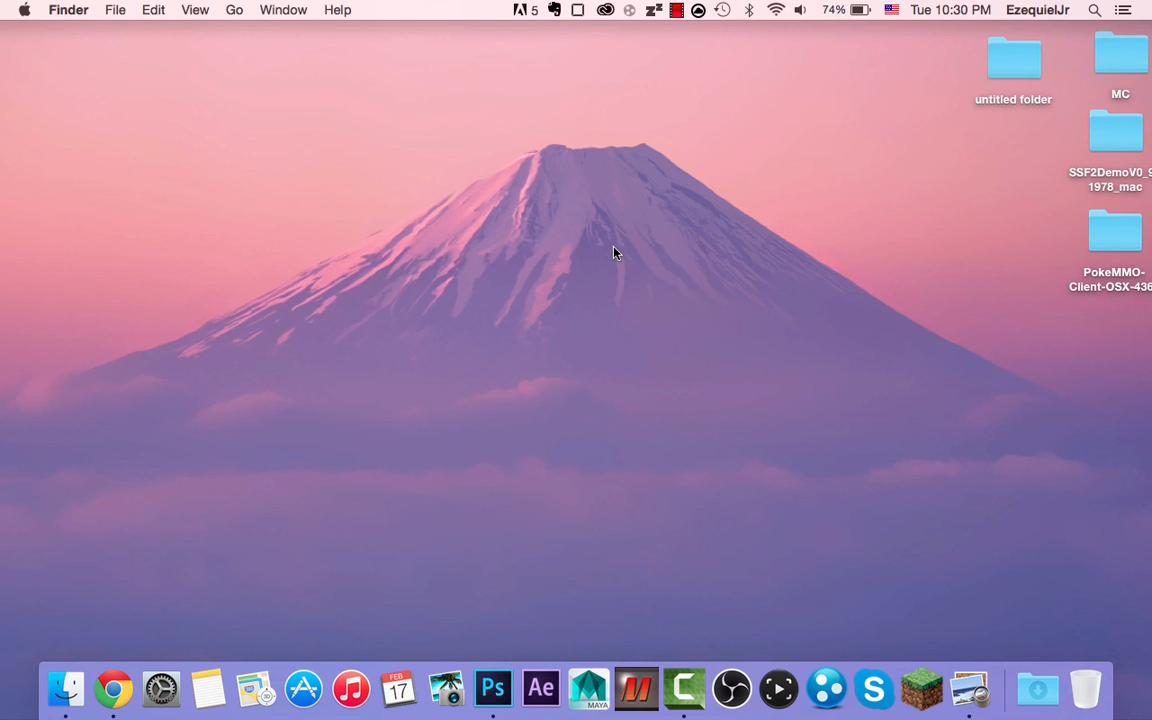 Finder File Edit View Go Window Help 5 74% Tue 10:30 PM EzequielJr
untitled folder
MC
SSF2DemoV0_9
1978_mac
PokeMMO-
Client-OSX-436
FEB
17
3D
Ps
Ae
MAYA